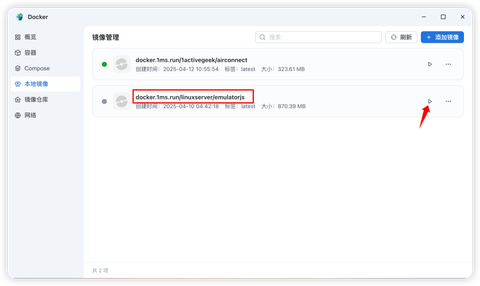 Docker
概览
容器
Compose
本地镜像
镜像仓库
网络
镜像管理
搜索
刷新
+ 添加镜像
docker.1ms.run/1activegeek/airconnect
创建时间: 2025-04-12 10:55:54 标签: latest 大小: 323.61 MB
docker.1ms.run/linuxserver/emulatorjs
创建时间: 2025-04-10 04:42:18 标签: latest 大小: 870.39 MB
共 2 项